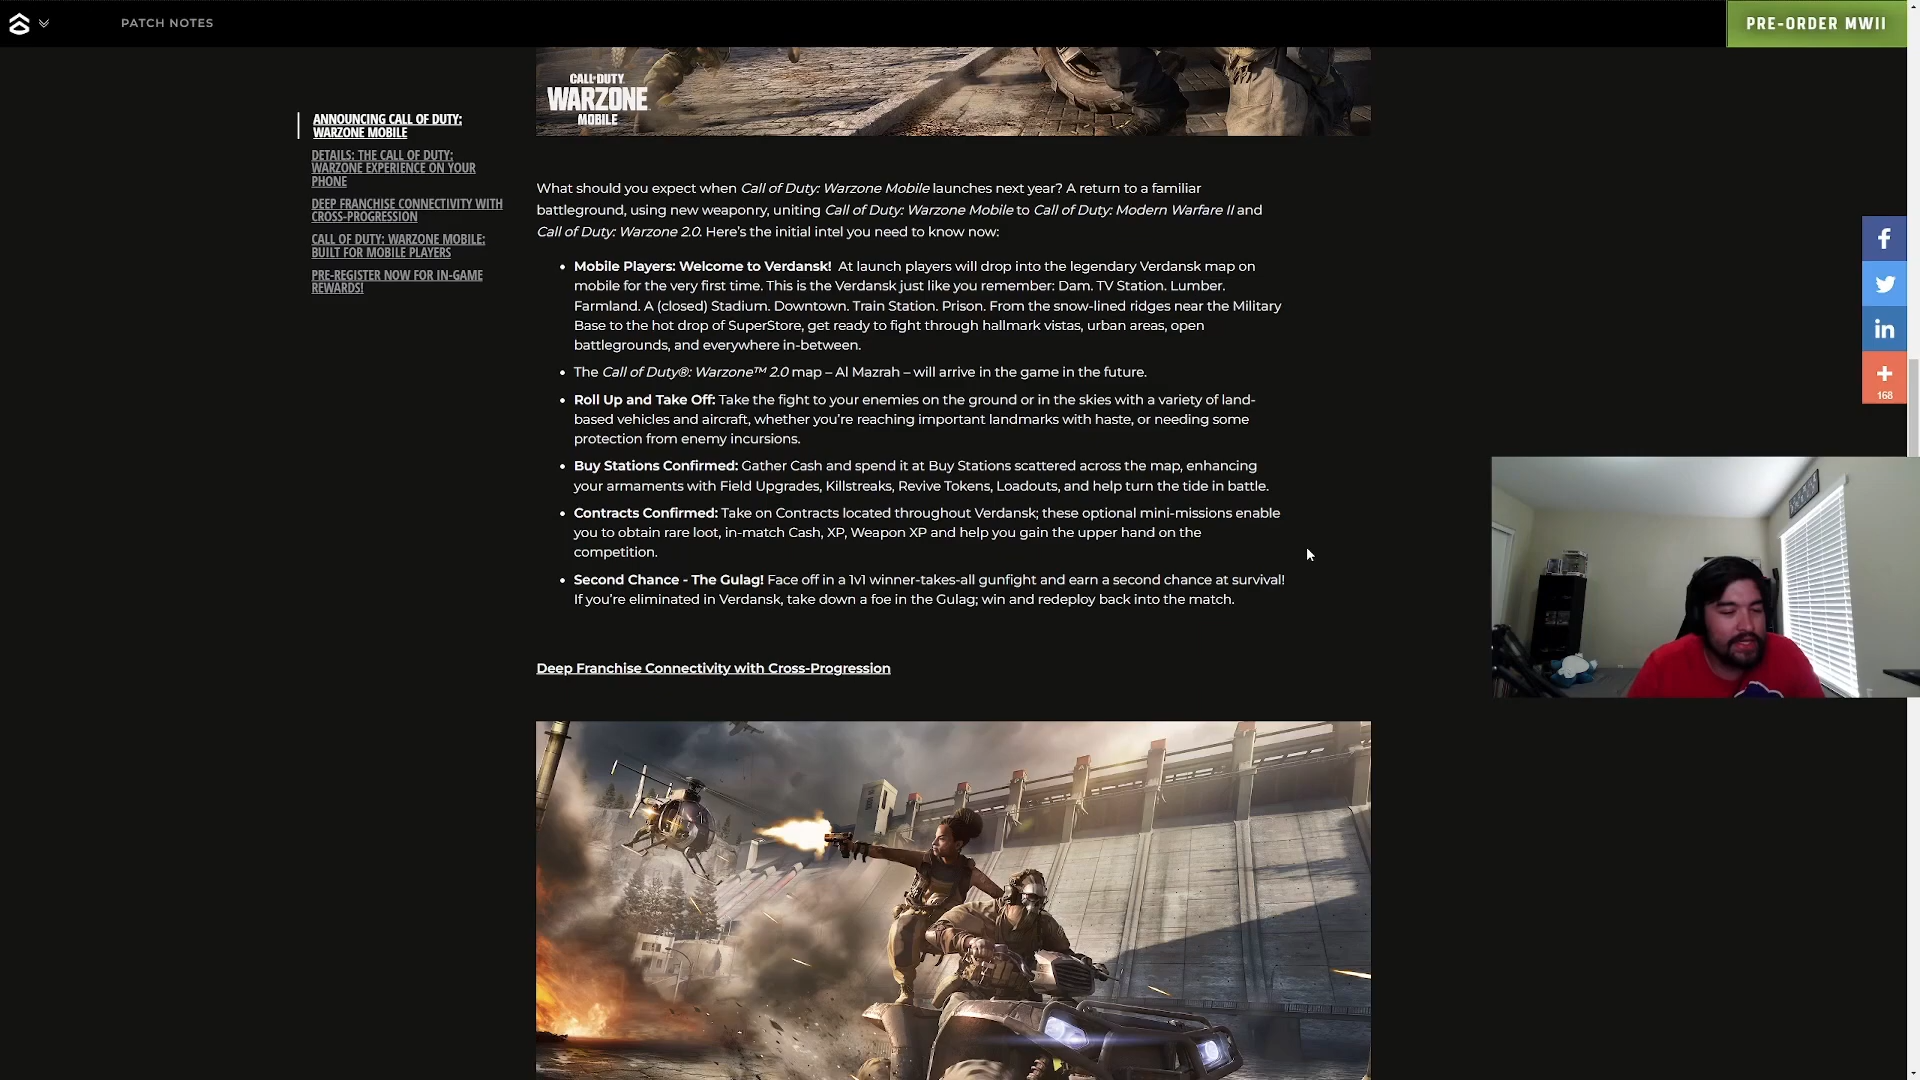 PATCH NOTES
PRE-ORDER MWII
CALL OF DUTY
WARZONE
MOBILE
ANNOUNCING CALL OF DUTY:
WARZONE MOBILE
DETAILS: THE CALL OF DUTY:
WARZONE EXPERIENCE ON YOUR
PHONE
DEEP FRANCHISE CONNECTIVITY WITH
CROSS-PROGRESSION
CALL OF DUTY: WARZONE MOBILE:
BUILT FOR MOBILE PLAYERS
PRE-REGISTER NOW FOR IN-GAME
REWARDS!
What should you expect when Call of Duty: Warzone Mobile launches next year? A return to a familiar
battleground, using new weaponry, uniting Call of Duty: Warzone Mobile to Call of Duty: Modern Warfare II and
Call of Duty: Warzone 2.0. Here's the initial intel you need to know now:
• Mobile Players: Welcome to Verdansk! At launch players will drop into the legendary Verdansk map on
mobile for the very first time. This is the Verdansk just like you remember: Dam. TV Station. Lumber.
Farmland. A (closed) Stadium. Downtown. Train Station. Prison. From the snow-lined ridges near the Military
Base to the hot drop of SuperStore, get ready to fight through hallmark vistas, urban areas, open
battlegrounds, and everywhere in-between.
• The Call of Duty®: Warzone™ 2.0 map – Al Mazrah – will arrive in the game in the future.
• Roll Up and Take Off: Take the fight to your enemies on the ground or in the skies with a variety of land-
based vehicles and aircraft, whether you're reaching important landmarks with haste, or needing some
protection from enemy incursions.
• Buy Stations Confirmed: Gather Cash and spend it at Buy Stations scattered across the map, enhancing
your armaments with Field Upgrades, Killstreaks, Revive Tokens, Loadouts, and help turn the tide in battle.
• Contracts Confirmed: Take on Contracts located throughout Verdansk; these optional mini-missions enable
you to obtain rare loot, in-match Cash, XP, Weapon XP and help you gain the upper hand on the
competition.
• Second Chance - The Gulag! Face off in a 1v1 winner-takes-all gunfight and earn a second chance at survival!
If you're eliminated in Verdansk, take down a foe in the Gulag; win and redeploy back into the match.
Deep Franchise Connectivity with Cross-Progression
f
in
+
168